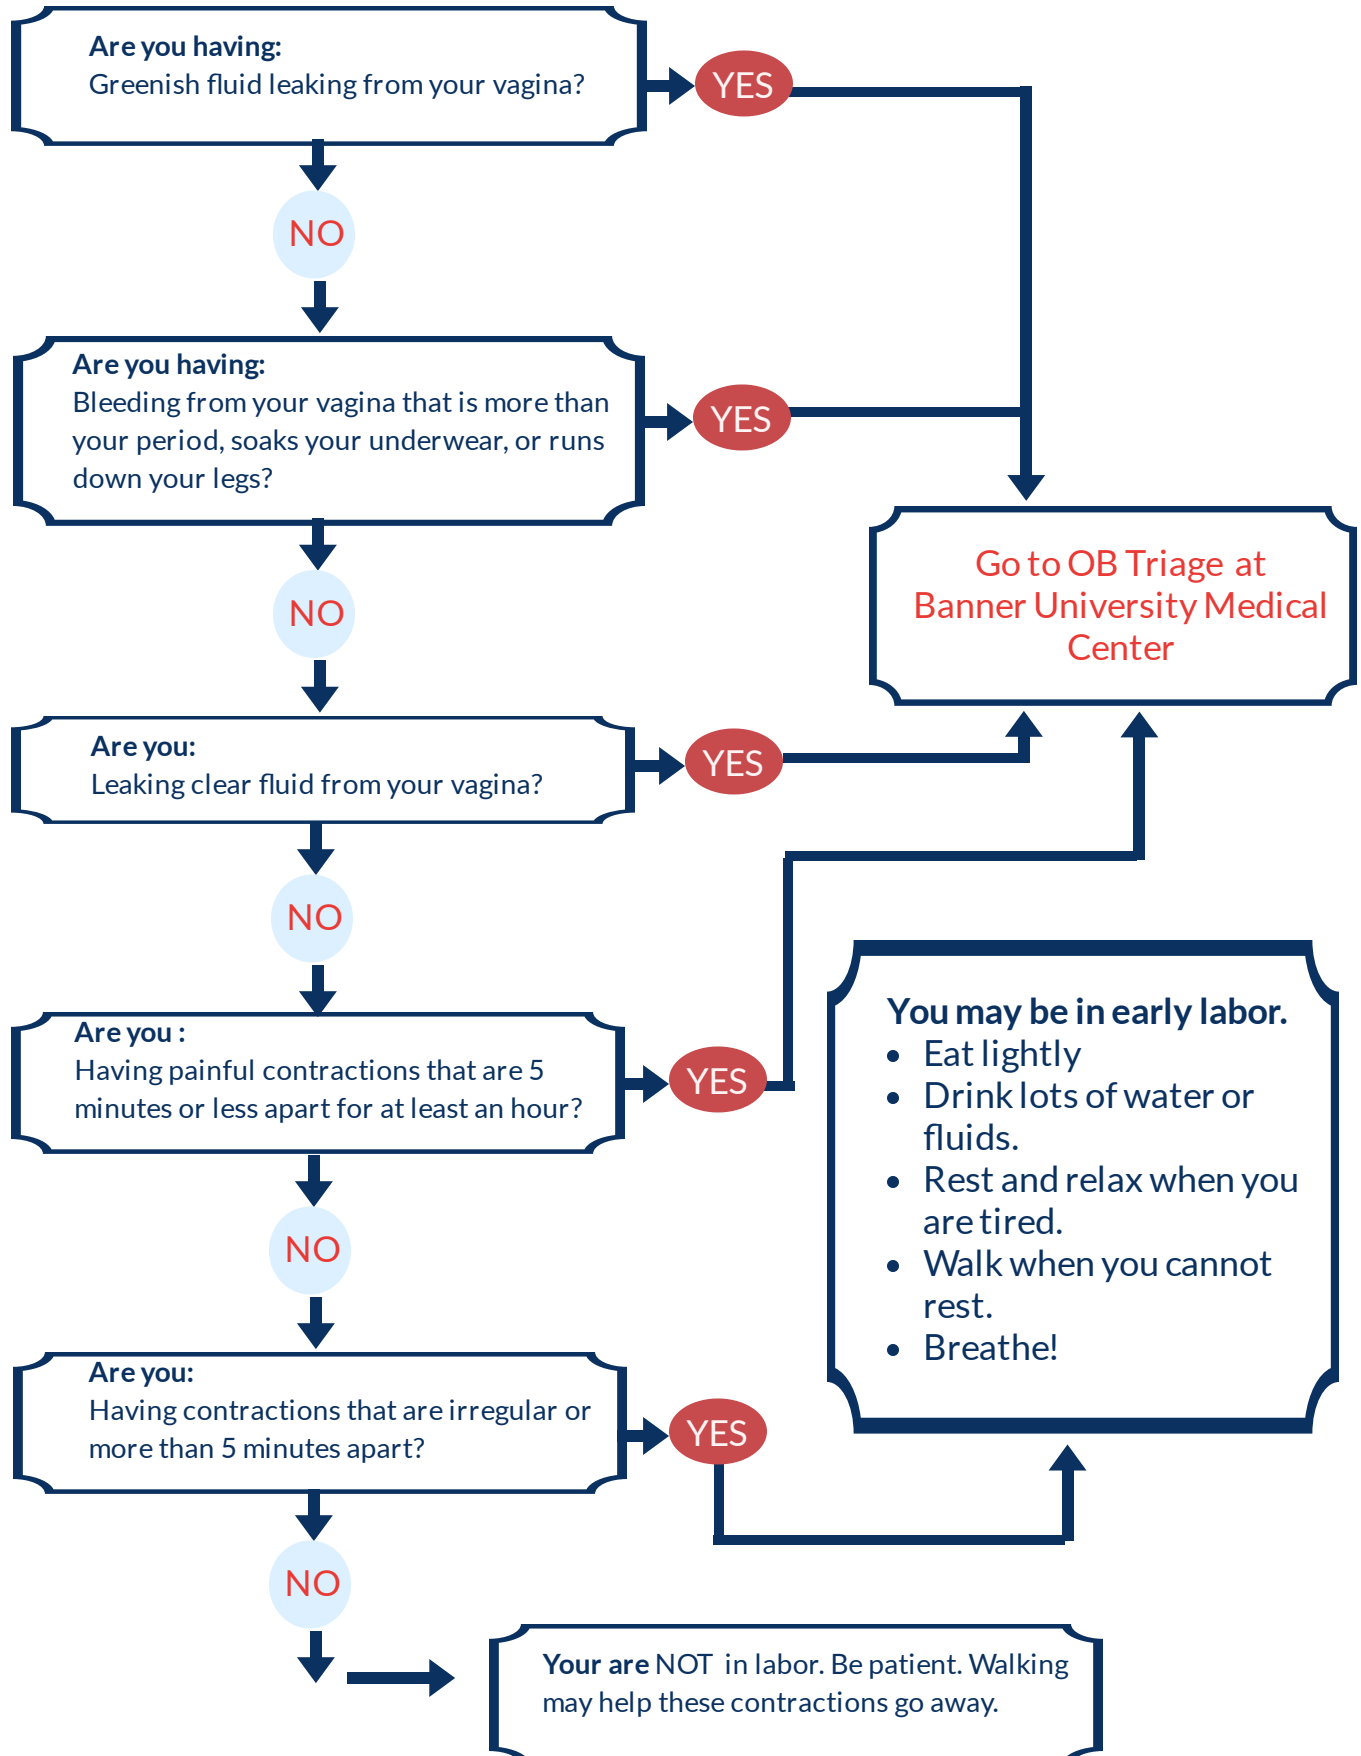 Are you having:
Greenish fluid leaking from your vagina?
YES
NO
Are you having:
Bleeding from your vagina that is more than
your period, soaks your underwear, or runs
down your legs?
YES
NO
Go to OB Triage at
Banner University Medical
Center
Are you:
Leaking clear fluid from your vagina?
YES
NO
Are you :
Having painful contractions that are 5
minutes or less apart for at least an hour?
YES
NO
You may be in early labor.
• Eat lightly
• Drink lots of water or
fluids.
• Rest and relax when you
are tired.
• Walk when you cannot
rest.
• Breathe!
Are you:
Having contractions that are irregular or
more than 5 minutes apart?
YES
NO
Your are NOT in labor. Be patient. Walking
may help these contractions go away.